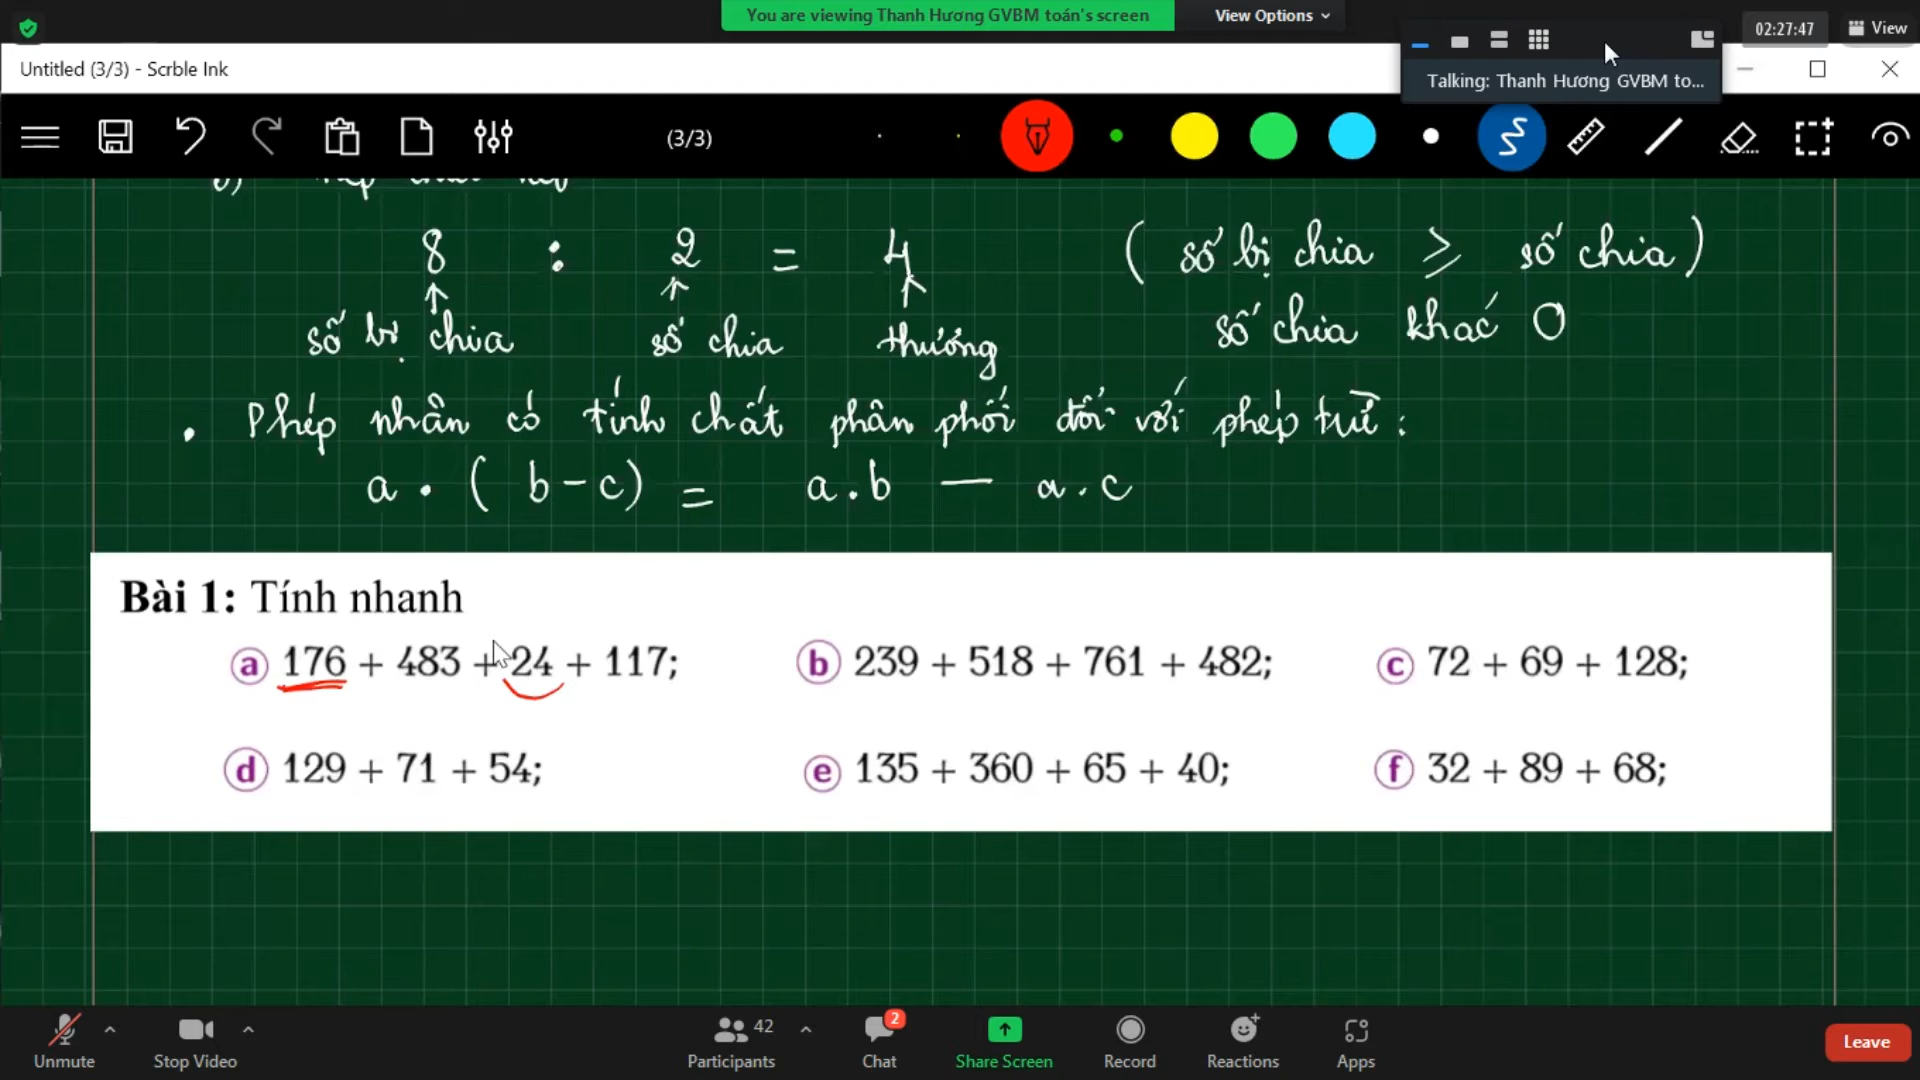 You are viewing Thanh Hương GVBM toán's screen
View Options
02:27:47
View
Untitled (3/3) - Scrble Ink
Talking: Thanh Hương GVBM to...
(3/3)
8 : 2 = 4 ( số bị chia ⩾ số chia )
số bị chia số chia thương số chia khác 0
. Phép nhân có tính chất phân phối đối với phép trừ :
a . ( b - c ) = a . b - a . c
Bài 1: Tính nhanh
a 176 + 483 + 24 + 117; b 239 + 518 + 761 + 482; c 72 + 69 + 128;
d 129 + 71 + 54; e 135 + 360 + 65 + 40; f 32 + 89 + 68;
42
2
Unmute Stop Video Participants Chat Share Screen Record Reactions Apps Leave